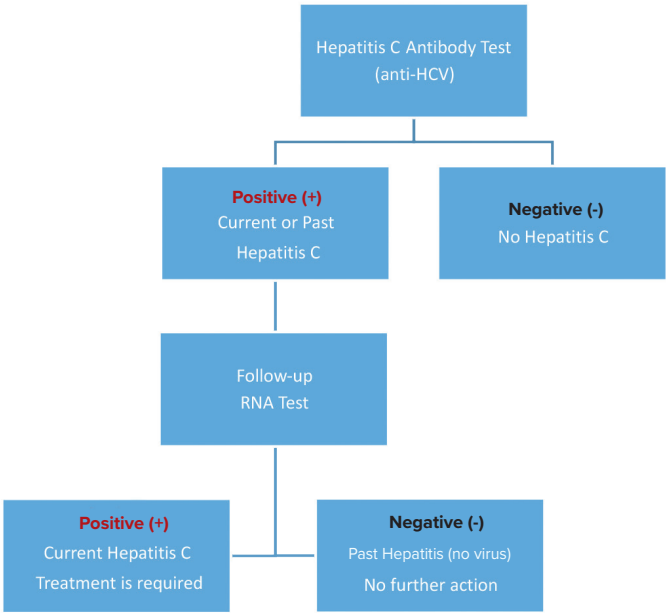 Hepatitis C Antibody Test
(anti-HCV)
Positive (+)
Current or Past
Hepatitis C
Negative (-)
No Hepatitis C
Follow-up
RNA Test
Positive (+)
Current Hepatitis C
Treatment is required
Negative (-)
Past Hepatitis (no virus)
No further action